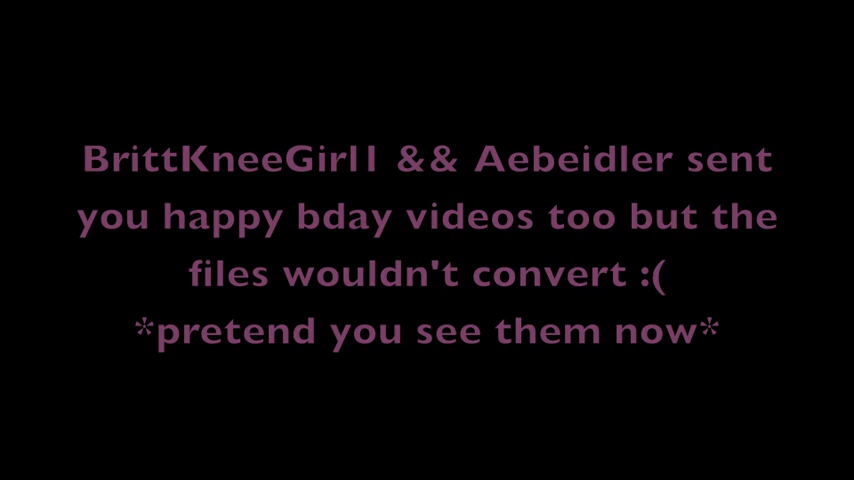 BrittKneeGirl1 && Aebeidler sent
you happy bday videos too but the
files wouldn't convert :(
*pretend you see them now*